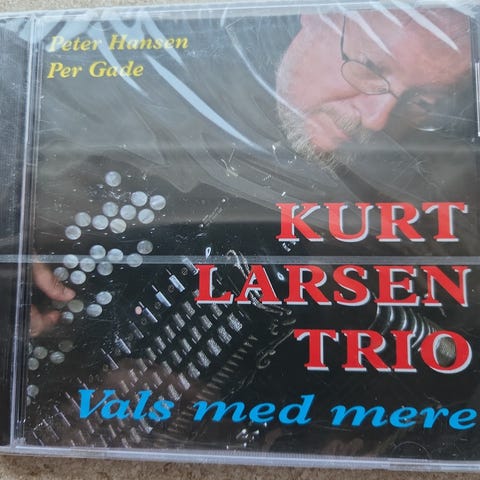 Peter Hansen
Per Gade
KURT
LARSEN
TRIO
Vals med mere